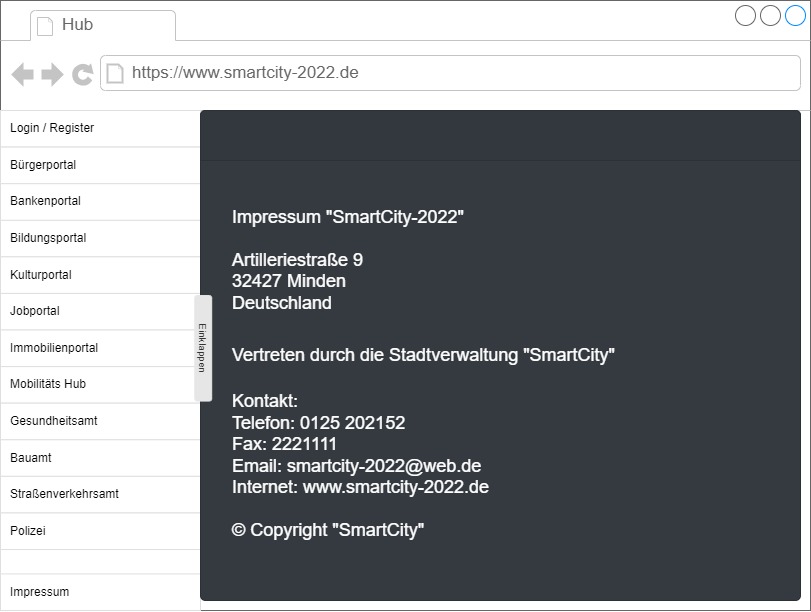 Hub
https://www.smartcity-2022.de
Login / Register
Bürgerportal
Bankenportal
Bildungsportal
Kulturportal
Jobportal
Immobilienportal
Mobilitäts Hub
Gesundheitsamt
Bauamt
Straßenverkehrsamt
Polizei
Impressum
Einklappen
Impressum "SmartCity-2022"
Artilleriestraße 9
32427 Minden
Deutschland
Vertreten durch die Stadtverwaltung "SmartCity"
Kontakt:
Telefon: 0125 202152
Fax: 2221111
Email: smartcity-2022@web.de
Internet: www.smartcity-2022.de
© Copyright "SmartCity"